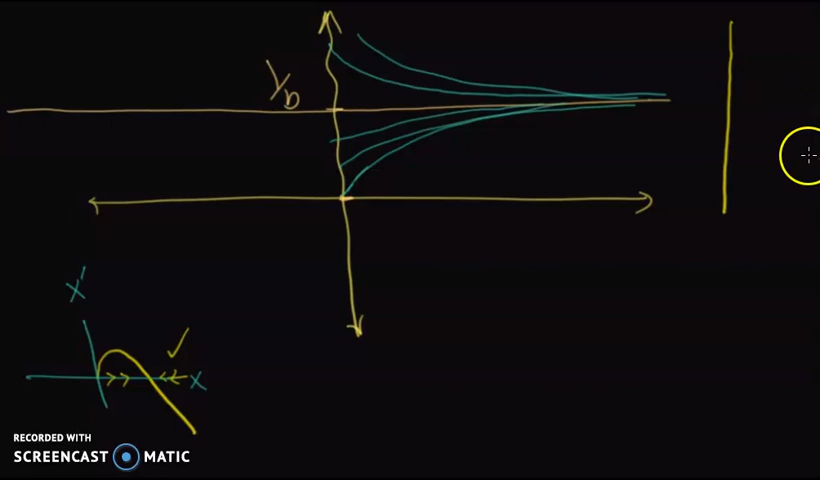 1/b
x'
x
RECORDED WITH
SCREENCAST MATIC